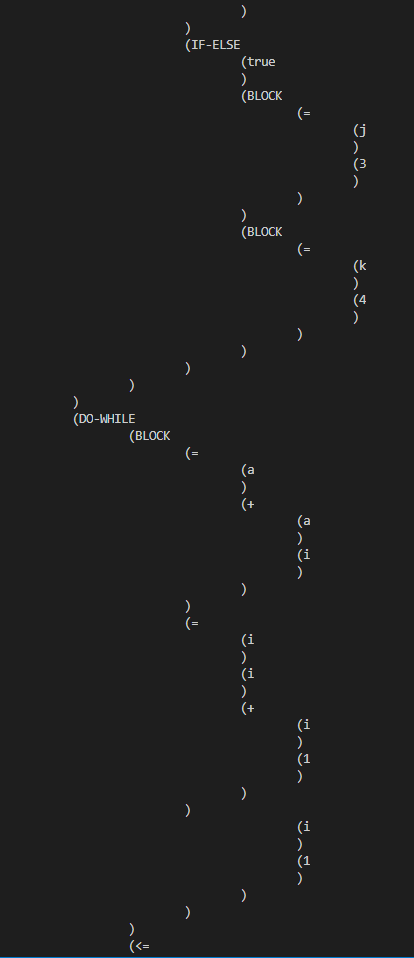 )
)
(IF-ELSE
(true
)
(BLOCK
(=
(j
)
(3
)
)
)
(BLOCK
(=
(k
)
(4
)
)
)
)
)
)
(DO-WHILE
(BLOCK
(=
(a
)
(+
(a
)
(i
)
)
)
(=
(i
)
(i
)
(+
(i
)
(1
)
)
)
(i
)
(1
)
)
)
)
(<=